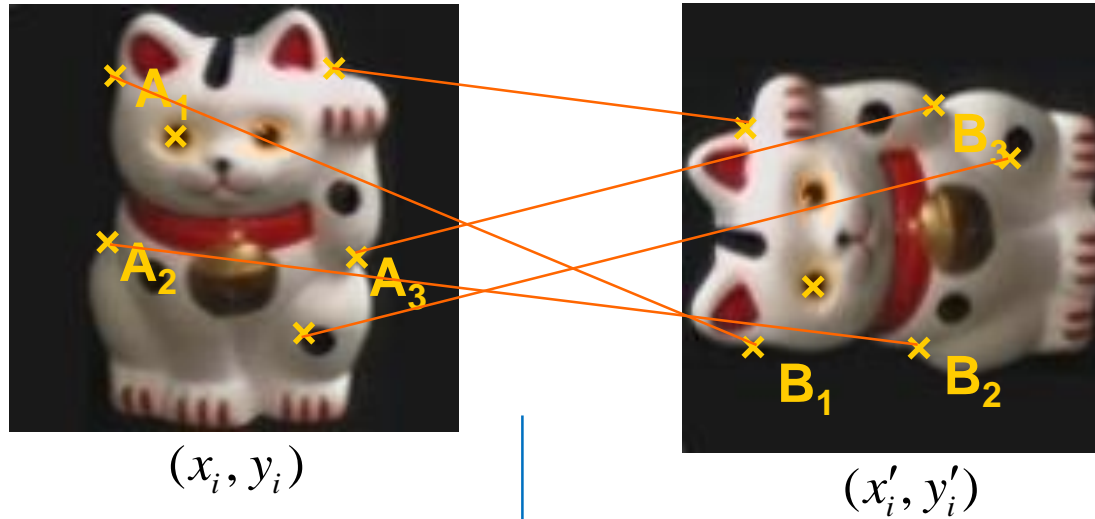 A₁
A₂
A₃
B₃
B₁
B₂
(xᵢ, yᵢ)
(x′ᵢ, y′ᵢ)